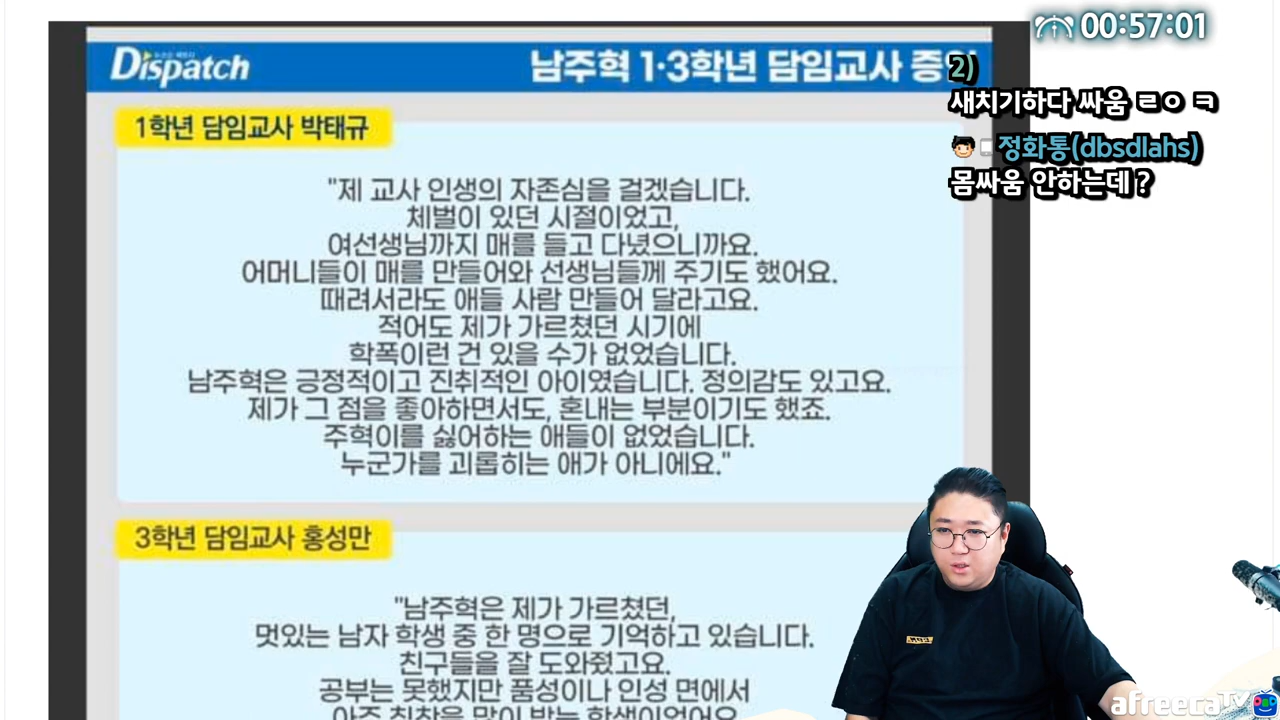 Dispatch
남주혁 1·3학년 담임교사 증
00:57:01
2)
새치기하다 싸움 ㄹㅇ ㅋ
정화통(dbsdlahs)
몸싸움 안하는데?
1학년 담임교사 박태규
"제 교사 인생의 자존심을 걸겠습니다.
체벌이 있던 시절이었고,
여선생님까지 매를 들고 다녔으니까요.
어머니들이 매를 만들어와 선생님들께 주기도 했어요.
때려서라도 애들 사람 만들어 달라고요.
적어도 제가 가르쳤던 시기에
학폭이런 건 있을 수가 없었습니다.
남주혁은 긍정적이고 진취적인 아이였습니다. 정의감도 있고요.
제가 그 점을 좋아하면서도, 혼내는 부분이기도 했죠.
주혁이를 싫어하는 애들이 없었습니다.
누군가를 괴롭히는 애가 아니에요."
3학년 담임교사 홍성만
"남주혁은 제가 가르쳤던,
멋있는 남자 학생 중 한 명으로 기억하고 있습니다.
친구들을 잘 도와줬고요.
공부는 못했지만 품성이나 인성 면에서
아주 칭찬을 많이 받는 학생이었어요
afreecaTV